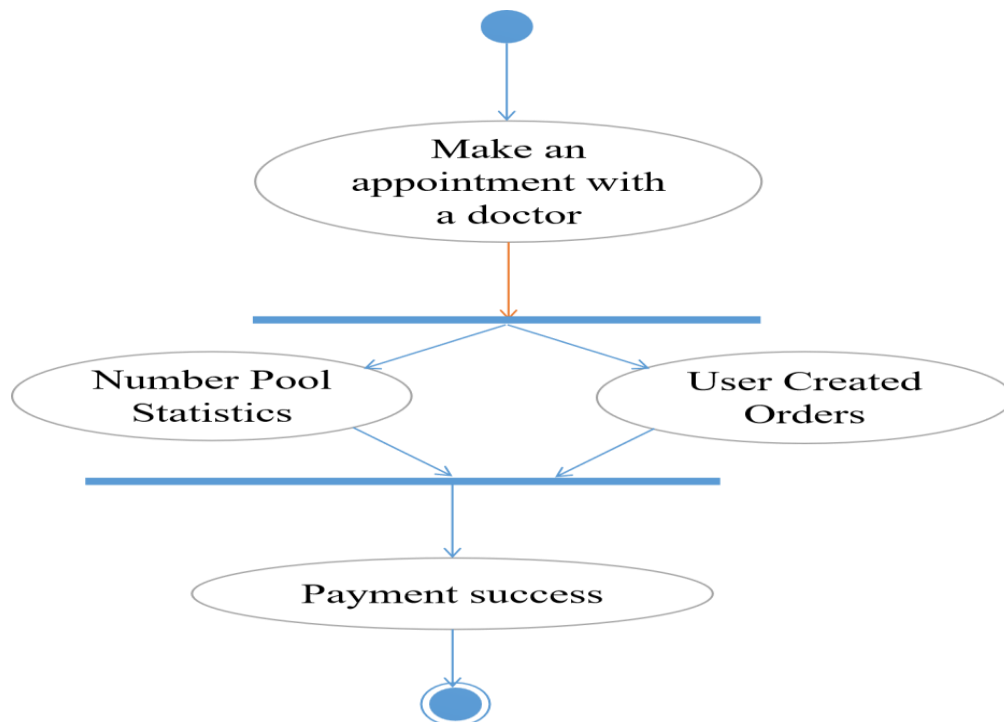 Make an
appointment with
a doctor
Number Pool
Statistics
User Created
Orders
Payment success